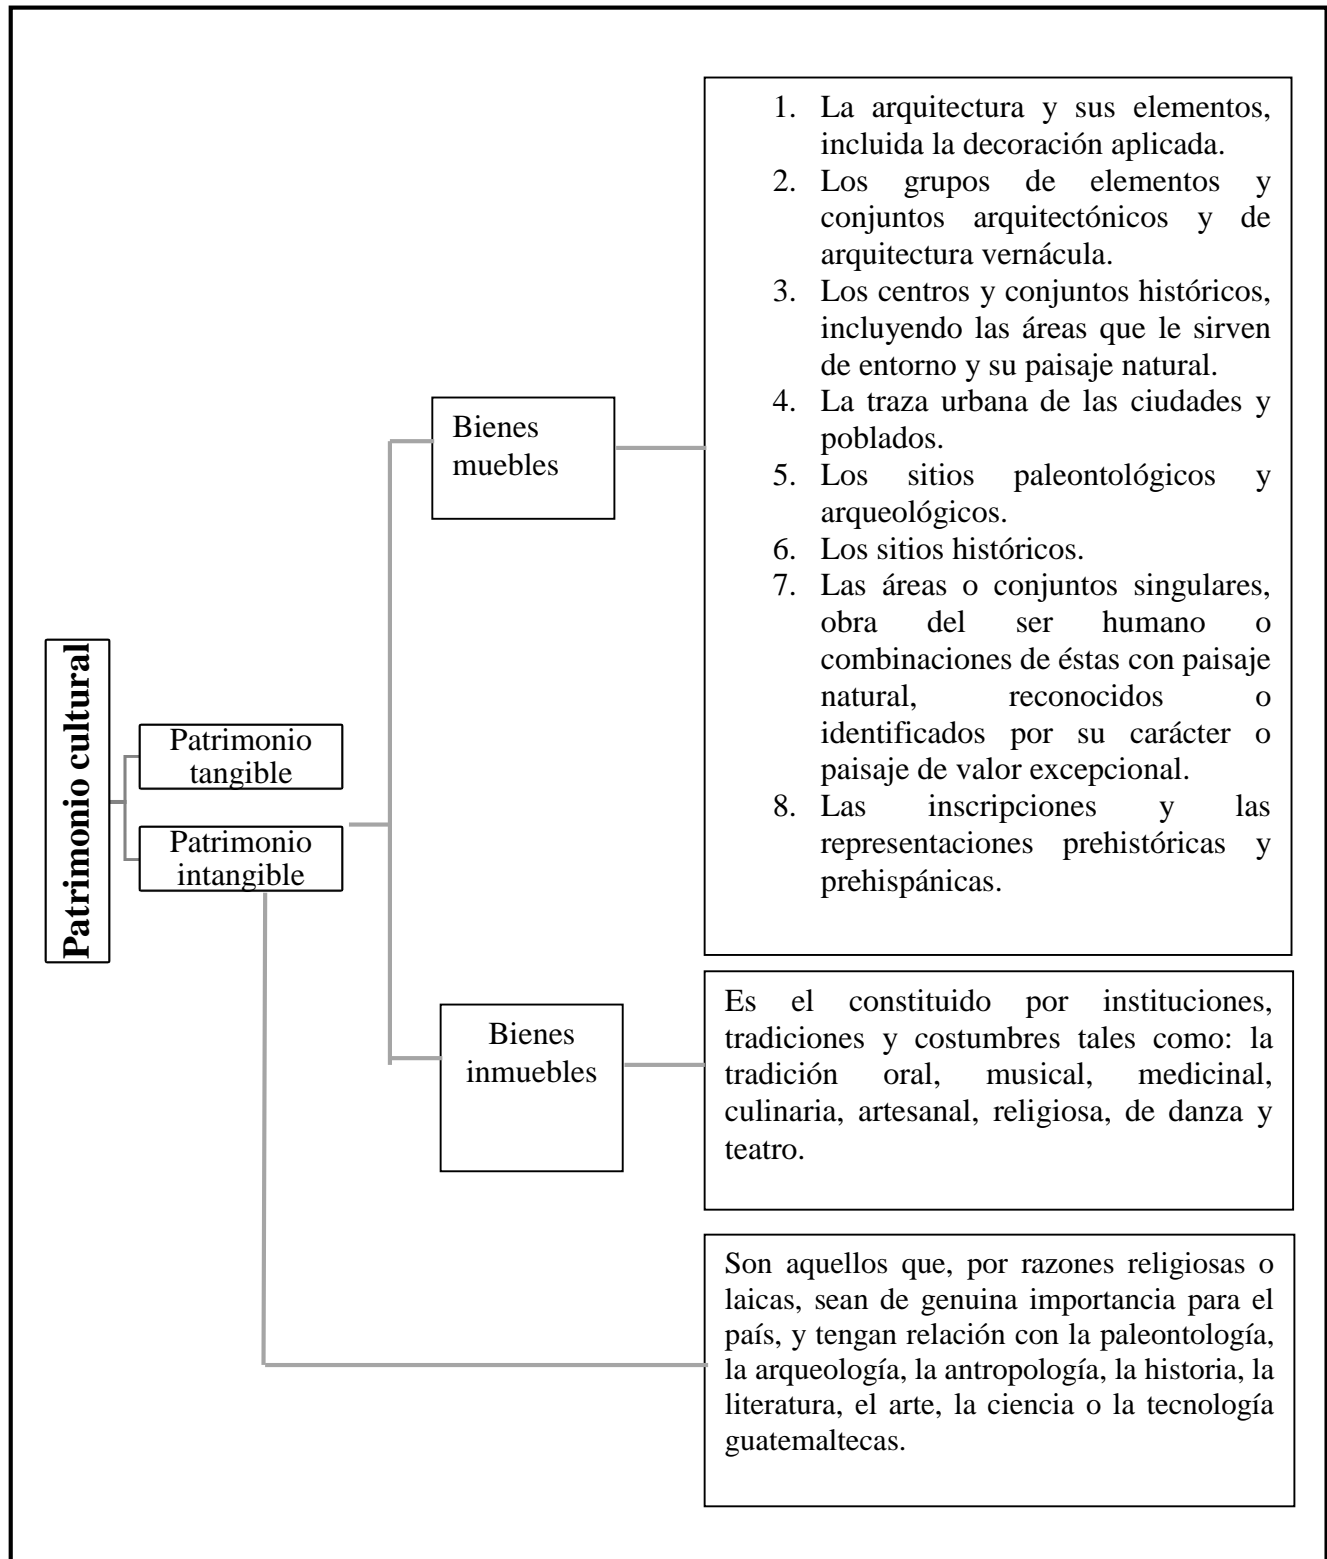 Patrimonio cultural
Patrimonio
tangible
Patrimonio
intangible
Bienes
muebles
1. La arquitectura y sus elementos,
incluida la decoración aplicada.
2. Los grupos de elementos y
conjuntos arquitectónicos y de
arquitectura vernácula.
3. Los centros y conjuntos históricos,
incluyendo las áreas que le sirven
de entorno y su paisaje natural.
4. La traza urbana de las ciudades y
poblados.
5. Los sitios paleontológicos y
arqueológicos.
6. Los sitios históricos.
7. Las áreas o conjuntos singulares,
obra del ser humano o
combinaciones de éstas con paisaje
natural, reconocidos o
identificados por su carácter o
paisaje de valor excepcional.
8. Las inscripciones y las
representaciones prehistóricas y
prehispánicas.
Bienes
inmuebles
Es el constituido por instituciones,
tradiciones y costumbres tales como: la
tradición oral, musical, medicinal,
culinaria, artesanal, religiosa, de danza y
teatro.
Son aquellos que, por razones religiosas o
laicas, sean de genuina importancia para el
país, y tengan relación con la paleontología,
la arqueología, la antropología, la historia, la
literatura, el arte, la ciencia o la tecnología
guatemaltecas.